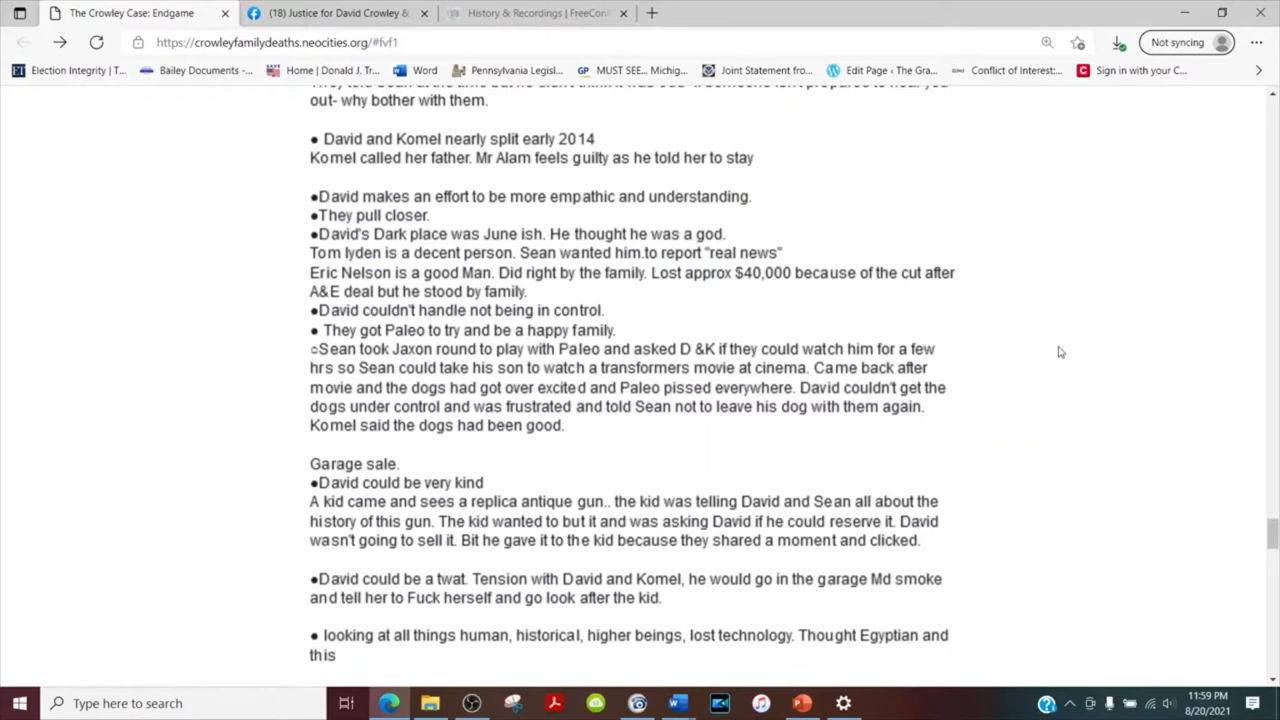 The Crowley Case: Endgame
(18) Justice for David Crowley &
History & Recordings | FreeConf
https://crowleyfamilydeaths.neocities.org/#fvf1
Not syncing
Election Integrity | T...
Bailey Documents -...
Home | Donald J. Tr...
Word
Pennsylvania Legisl...
MUST SEE... Michig...
Joint Statement fro...
Edit Page ‹ The Gra...
Conflict of Interest:...
Sign in with your C...
out- why bother with them.
● David and Komel nearly split early 2014
Komel called her father. Mr Alam feels guilty as he told her to stay
●David makes an effort to be more empathic and understanding.
●They pull closer.
●David's Dark place was June ish. He thought he was a god.
Tom lyden is a decent person. Sean wanted him.to report "real news"
Eric Nelson is a good Man. Did right by the family. Lost approx $40,000 because of the cut after
A&E deal but he stood by family.
●David couldn't handle not being in control.
● They got Paleo to try and be a happy family.
○Sean took Jaxon round to play with Paleo and asked D &K if they could watch him for a few
hrs so Sean could take his son to watch a transformers movie at cinema. Came back after
movie and the dogs had got over excited and Paleo pissed everywhere. David couldn't get the
dogs under control and was frustrated and told Sean not to leave his dog with them again.
Komel said the dogs had been good.
Garage sale.
●David could be very kind
A kid came and sees a replica antique gun.. the kid was telling David and Sean all about the
history of this gun. The kid wanted to but it and was asking David if he could reserve it. David
wasn't going to sell it. Bit he gave it to the kid because they shared a moment and clicked.
●David could be a twat. Tension with David and Komel, he would go in the garage Md smoke
and tell her to Fuck herself and go look after the kid.
● looking at all things human, historical, higher beings, lost technology. Thought Egyptian and
this
Type here to search
11:59 PM
8/20/2021